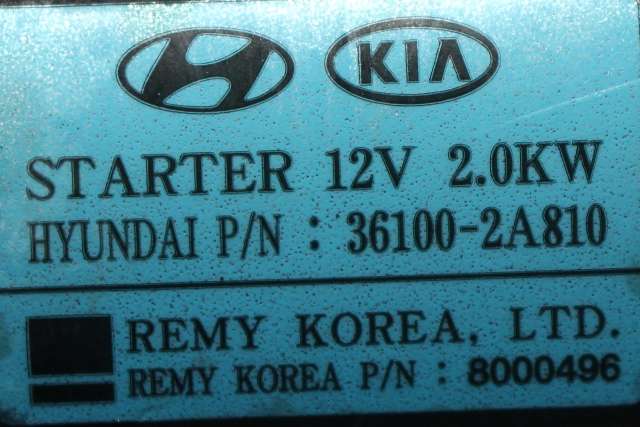 KIA
STARTER 12V 2.0KW
HYUNDAI P/N : 36100-2A810
REMY KOREA, LTD.
REMY KOREA P/N : 8000496